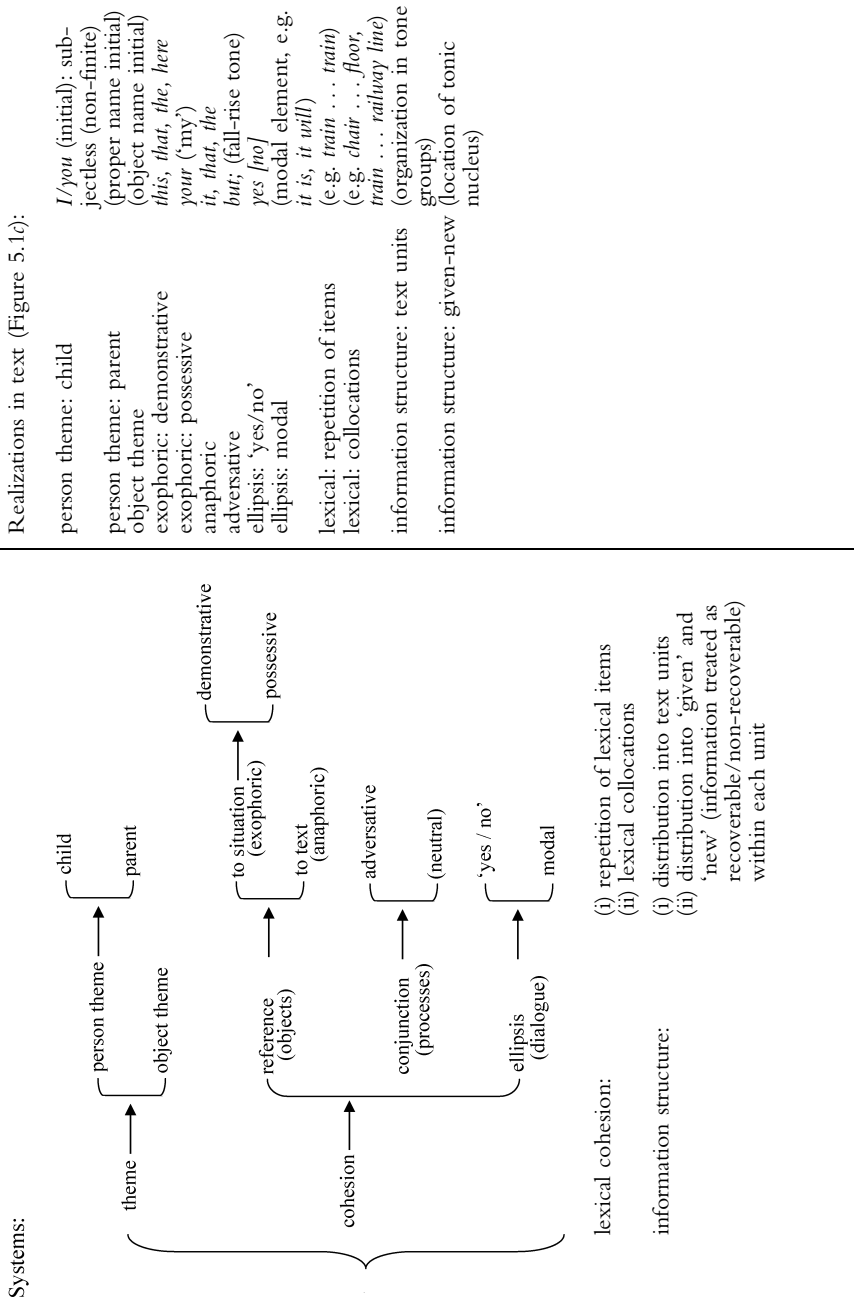 Systems:
theme
person theme
object theme
child
parent
cohesion
reference
(objects)
to situation
(exophoric)
to text
(anaphoric)
demonstrative
possessive
conjunction
(processes)
adversative
(neutral)
ellipsis
(dialogue)
‘yes / no’
modal
lexical cohesion:
(i) repetition of lexical items
(ii) lexical collocations
information structure:
(i) distribution into text units
(ii) distribution into ‘given’ and
‘new’ (information treated as
recoverable/non-recoverable)
within each unit
Realizations in text (Figure 5.1c):
person theme: child I/you (initial): sub-
jectless (non-finite)
person theme: parent (proper name initial)
object theme (object name initial)
exophoric: demonstrative this, that, the, here
exophoric: possessive your (‘my’)
anaphoric it, that, the
adversative but; (fall-rise tone)
ellipsis: ‘yes/no’ yes [no]
ellipsis: modal (modal element, e.g.
it is, it will)
lexical: repetition of items (e.g. train . . . train)
lexical: collocations (e.g. chair . . . floor,
train . . . railway line)
information structure: text units (organization in tone
groups)
information structure: given-new (location of tonic
nucleus)